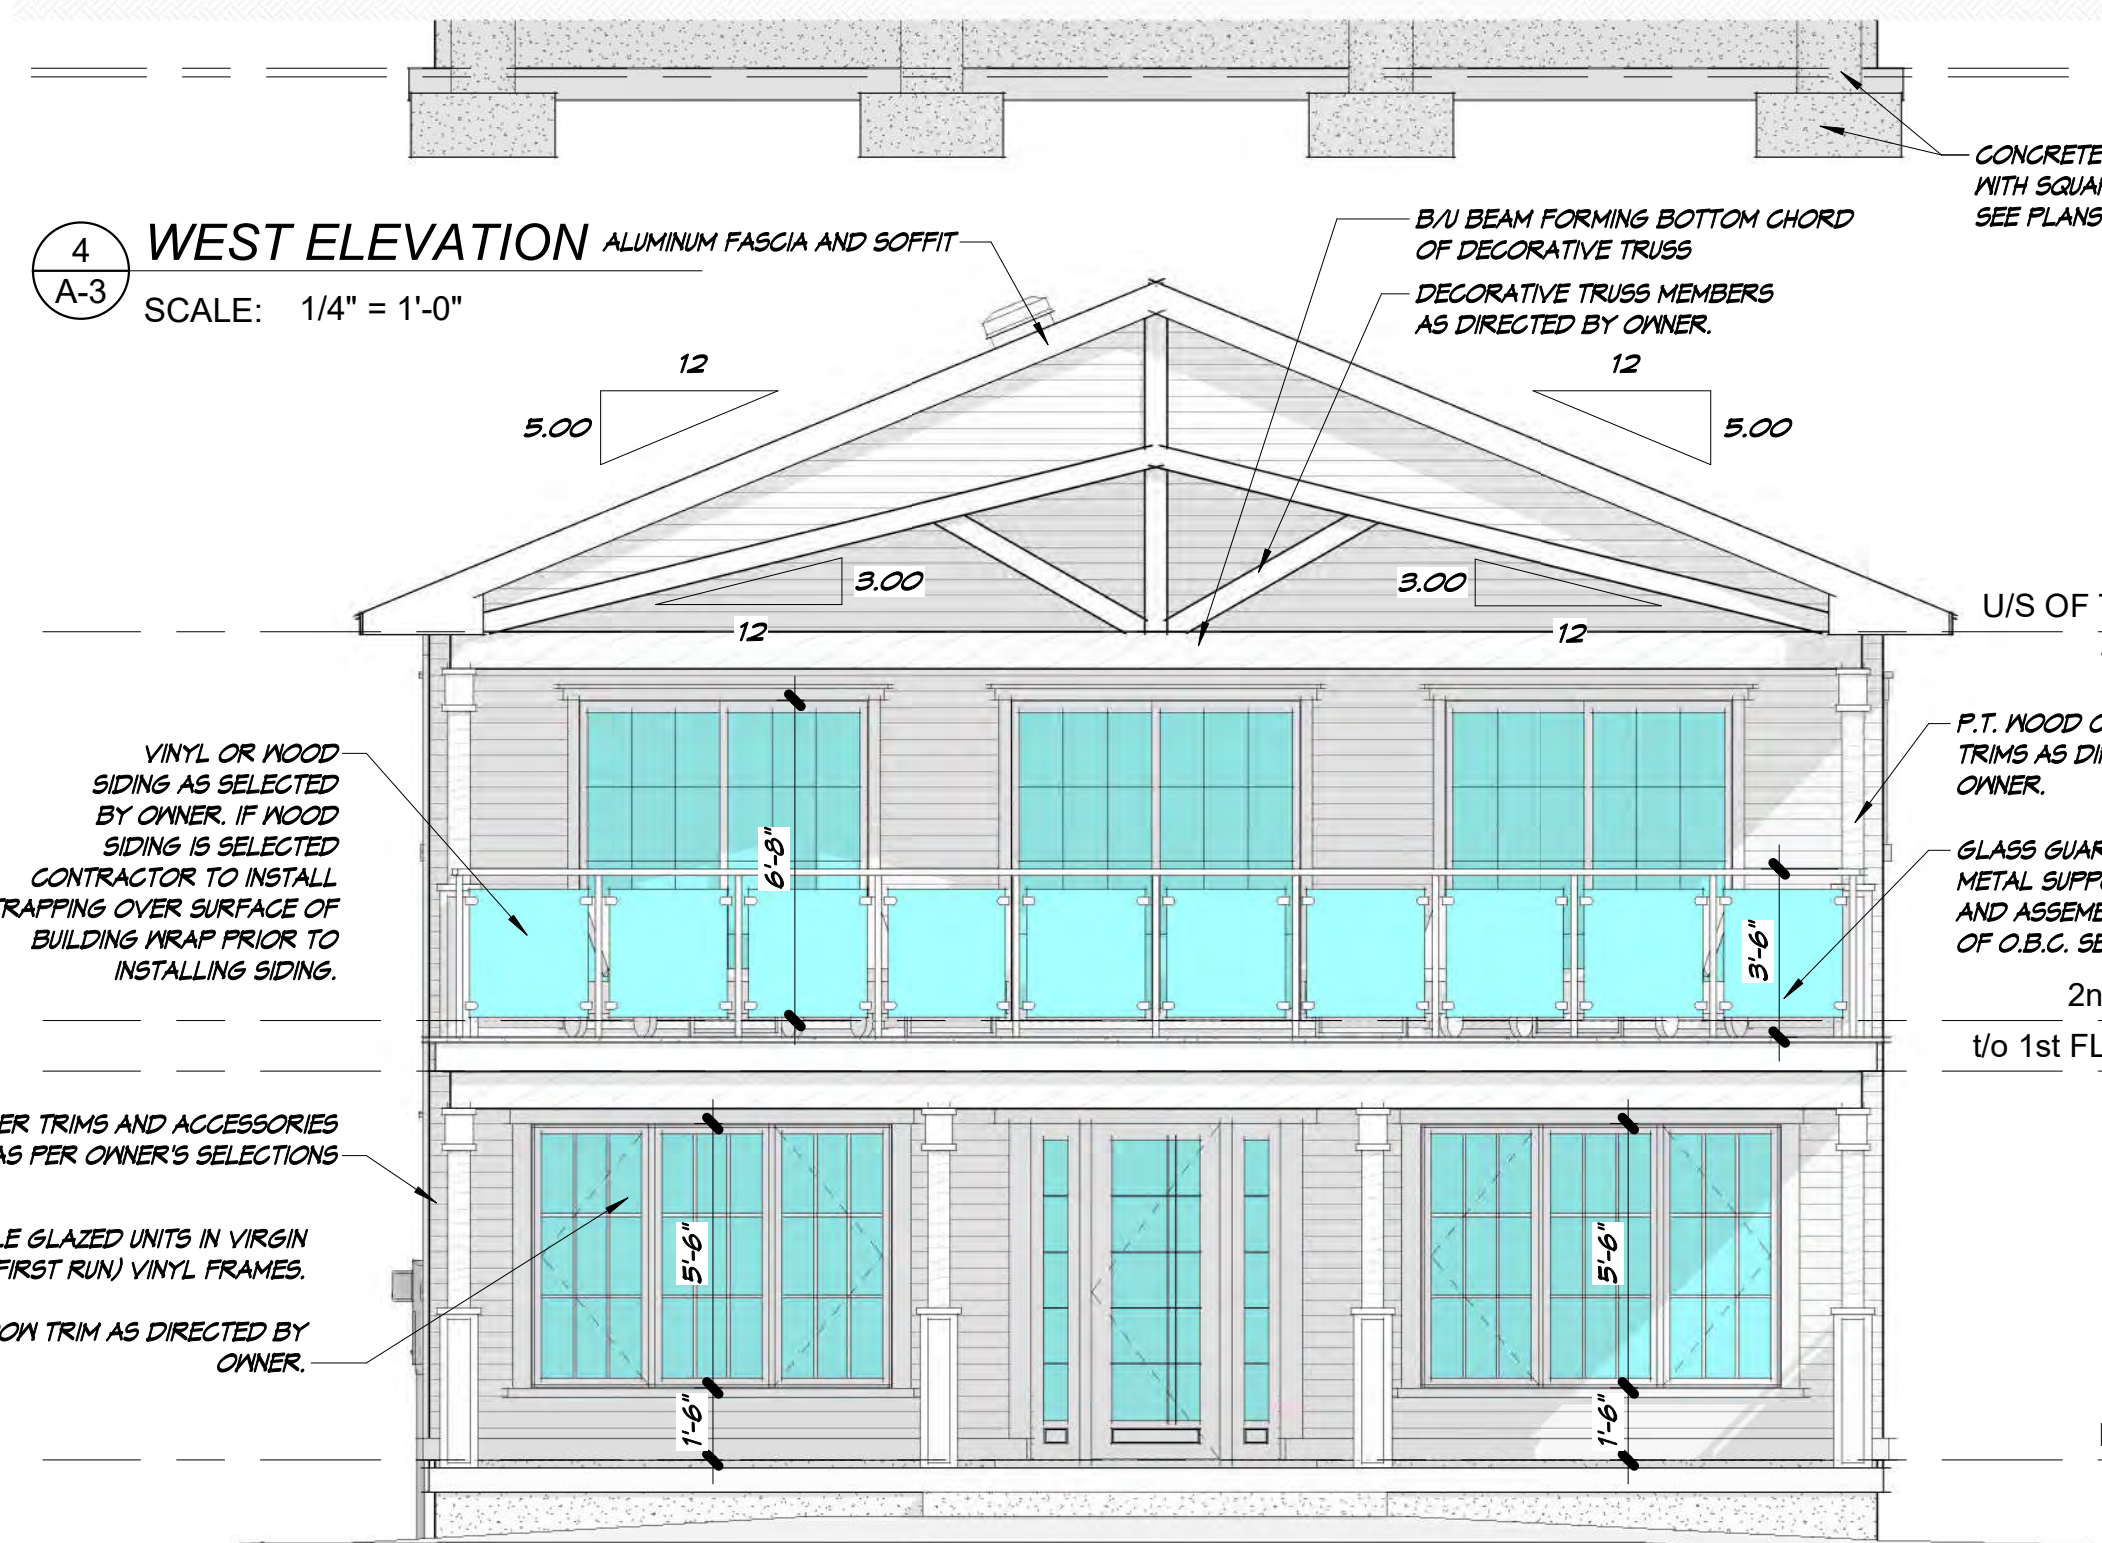 CONCRETE
WITH SQUA
SEE PLANS
4
A-3
WEST ELEVATION
SCALE: 1/4" = 1'-0"
ALUMINUM FASCIA AND SOFFIT
B/U BEAM FORMING BOTTOM CHORD
OF DECORATIVE TRUSS
DECORATIVE TRUSS MEMBERS
AS DIRECTED BY OWNER.
12
5.00
12
5.00
3.00
12
3.00
12
U/S OF
VINYL OR WOOD
SIDING AS SELECTED
BY OWNER. IF WOOD
SIDING IS SELECTED
CONTRACTOR TO INSTALL
TRAPPING OVER SURFACE OF
BUILDING WRAP PRIOR TO
INSTALLING SIDING.
6'-8"
3'-6"
P.T. WOOD
TRIMS AS DI
OWNER.
GLASS GUAR
METAL SUPP
AND ASSEM
OF O.B.C. SE
2n
t/o 1st FL
ER TRIMS AND ACCESSORIES
AS PER OWNER'S SELECTIONS
LE GLAZED UNITS IN VIRGIN
FIRST RUN) VINYL FRAMES.
OW TRIM AS DIRECTED BY
OWNER.
5'-6"
1'-6"
5'-6"
1'-6"